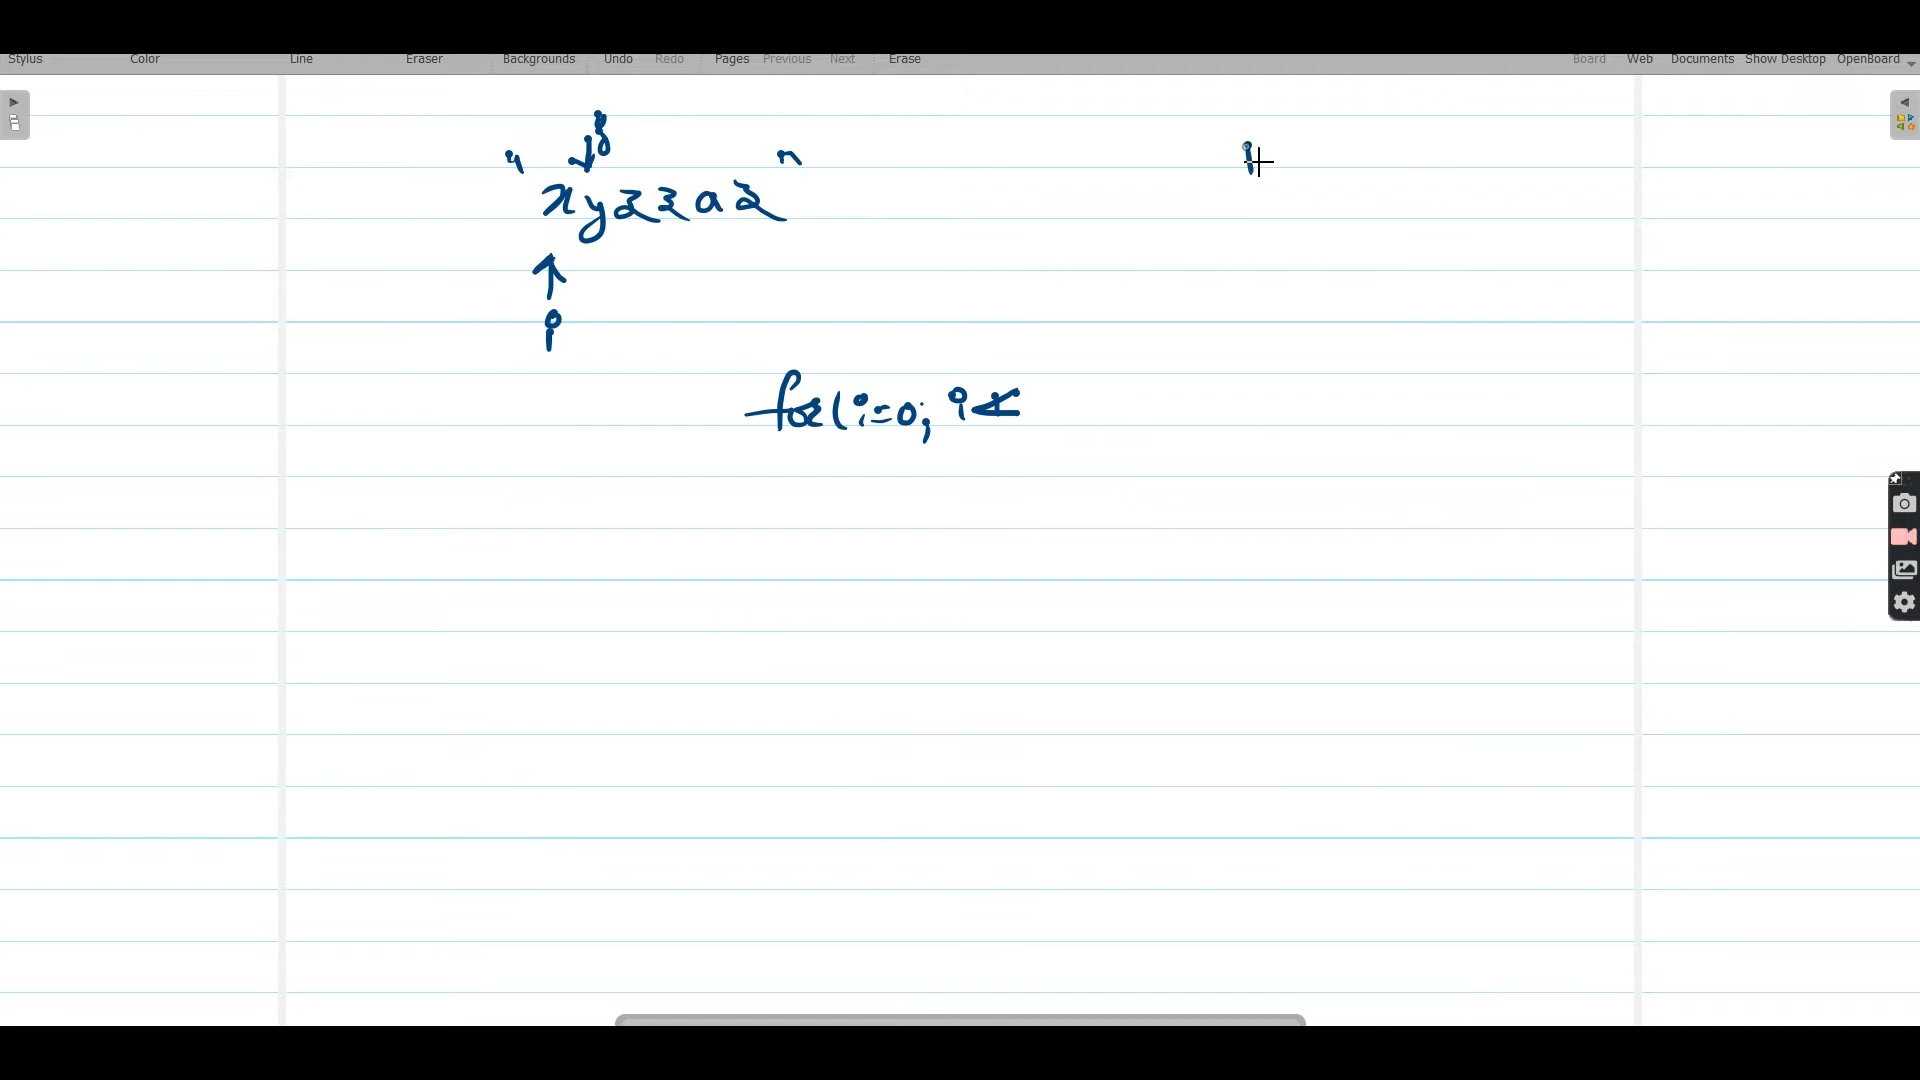 Stylus Color Line Eraser Backgrounds Undo Redo Pages Previous Next Erase Board Web Documents Show Desktop OpenBoard
j
" xyzzaz "
i
for(i=0; i<
i